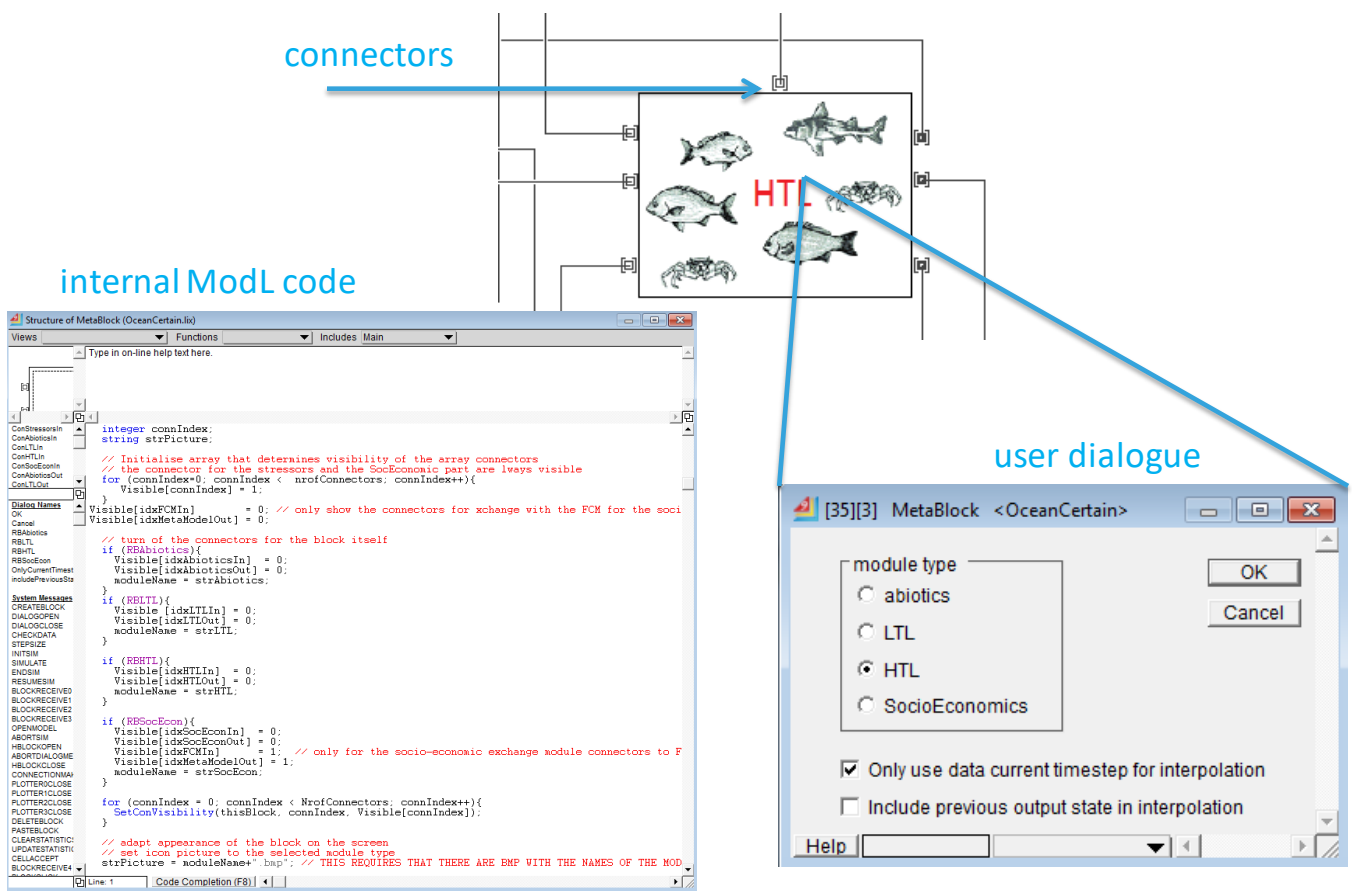 connectors
HTL
internal ModL code
Structure of MetaBlock (OceanCertain.lix)
Views
Functions
Includes Main
Type in on-line help text here.
ConStressorsIn
ConAbioticsIn
ConLTLIn
ConHTLIn
ConSocEconIn
ConAbioticsOut
ConLTLOut
Dialog Names
OK
Cancel
RBAbiotics
RBLTL
RBHTL
RBSocEcon
OnlyCurrentTimest
includePreviousSta
System Messages
CREATEBLOCK
DIALOGOPEN
DIALOGCLOSE
CHECKDATA
STEPSIZE
INITSIM
SIMULATE
ENDSIM
RESUMESIM
BLOCKRECEIVE0
BLOCKRECEIVE1
BLOCKRECEIVE2
BLOCKRECEIVE3
OPENMODEL
ABORTSIM
HBLOCKOPEN
ABORTDIALOGME
HBLOCKCLOSE
CONNECTIONMA
PLOTTER0CLOSE
PLOTTER1CLOSE
PLOTTER2CLOSE
PLOTTER3CLOSE
DELETEBLOCK
PASTEBLOCK
CLEARSTATISTIC
UPDATESTATISTI
CELLACCEPT
BLOCKRECEIVE4
integer connIndex;
string strPicture;
// Initialise array that determines visibility of the array connectors
// the connector for the stressors and the SocEconomic part are lways visible
for (connIndex=0; connIndex < nrofConnectors; connIndex++){
Visible[connIndex] = 1;
}
Visible[idxFCMIn] = 0; // only show the connectors for xchange with the FCM for the soci
Visible[idxMetaModelOut] = 0;
// turn of the connectors for the block itself
if (RBAbiotics){
Visible[idxAbioticsIn] = 0;
Visible[idxAbioticsOut] = 0;
moduleName = strAbiotics;
}
if (RBLTL){
Visible [idxLTLIn] = 0;
Visible[idxLTLOut] = 0;
moduleName = strLTL;
}
if (RBHTL){
Visible[idxHTLIn] = 0;
Visible[idxHTLOut] = 0;
moduleName = strHTL;
}
if (RBSocEcon){
Visible[idxSocEconIn] = 0;
Visible[idxSocEconOut] = 0;
Visible[idxFCMIn] = 1; // only for the socio-economic exchange module connectors to F
Visible[idxMetaModelOut] = 1;
moduleName = strSocEcon;
}
for (connIndex = 0; connIndex < NrofConnectors; connIndex++){
SetConVisibility(thisBlock, connIndex, Visible[connIndex]);
}
// adapt appearance of the block on the screen
// set icon picture to the selected module type
strPicture = moduleName+".bmp"; // THIS REQUIRES THAT THERE ARE BMP WITH THE NAMES OF THE MOD
Line: 1
Code Completion (F8)
user dialogue
[35][3] MetaBlock <OceanCertain>
module type
abiotics
LTL
HTL
SocioEconomics
OK
Cancel
Only use data current timestep for interpolation
Include previous output state in interpolation
Help